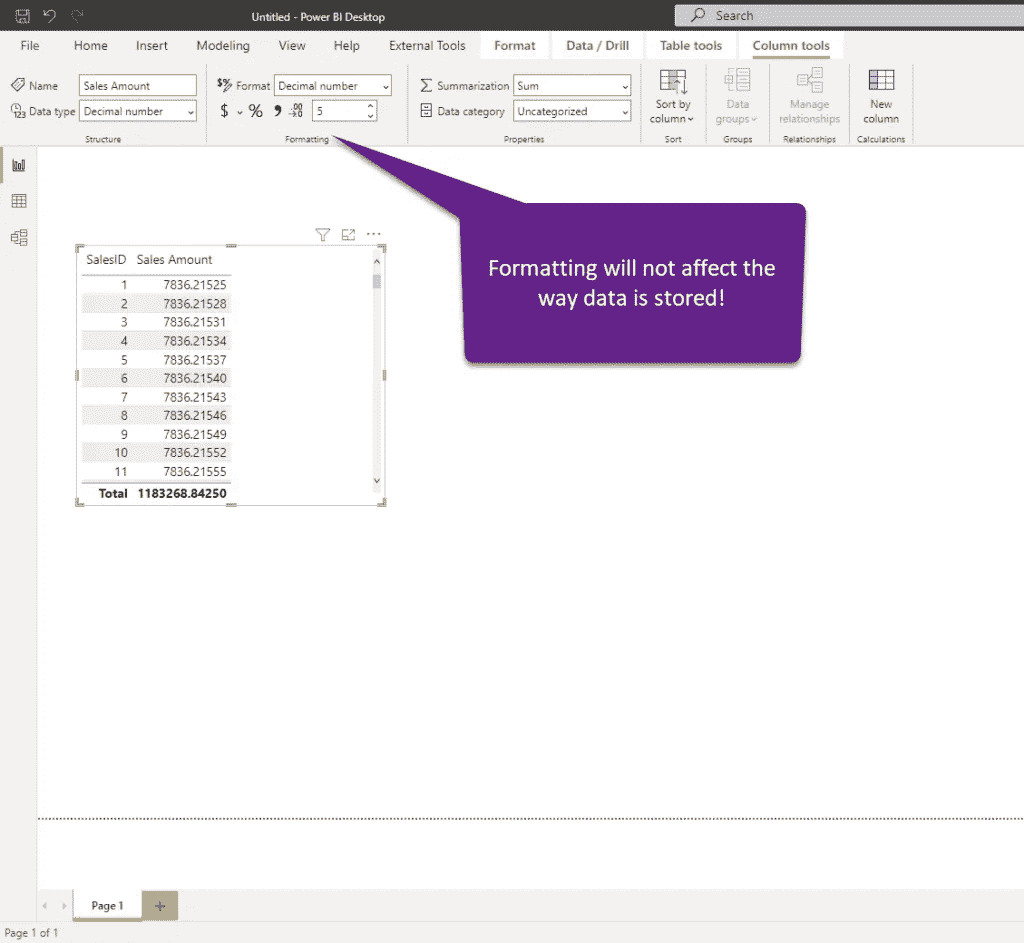 Untitled - Power BI Desktop
Search
File Home Insert Modeling View Help External Tools Format Data / Drill Table tools Column tools
Name Sales Amount
$% Format Decimal number
Σ Summarization Sum
Data type Decimal number
$ % 9 .00 5
Data category Uncategorized
Sort by column
Data groups
Manage relationships
New column
Structure
Formatting
Properties
Sort
Groups
Relationships
Calculations
Formatting will not affect the
way data is stored!
SalesID Sales Amount
1 7836.21525
2 7836.21528
3 7836.21531
4 7836.21534
5 7836.21537
6 7836.21540
7 7836.21543
8 7836.21546
9 7836.21549
10 7836.21552
11 7836.21555
Total 1183268.84250
Page 1
Page 1 of 1